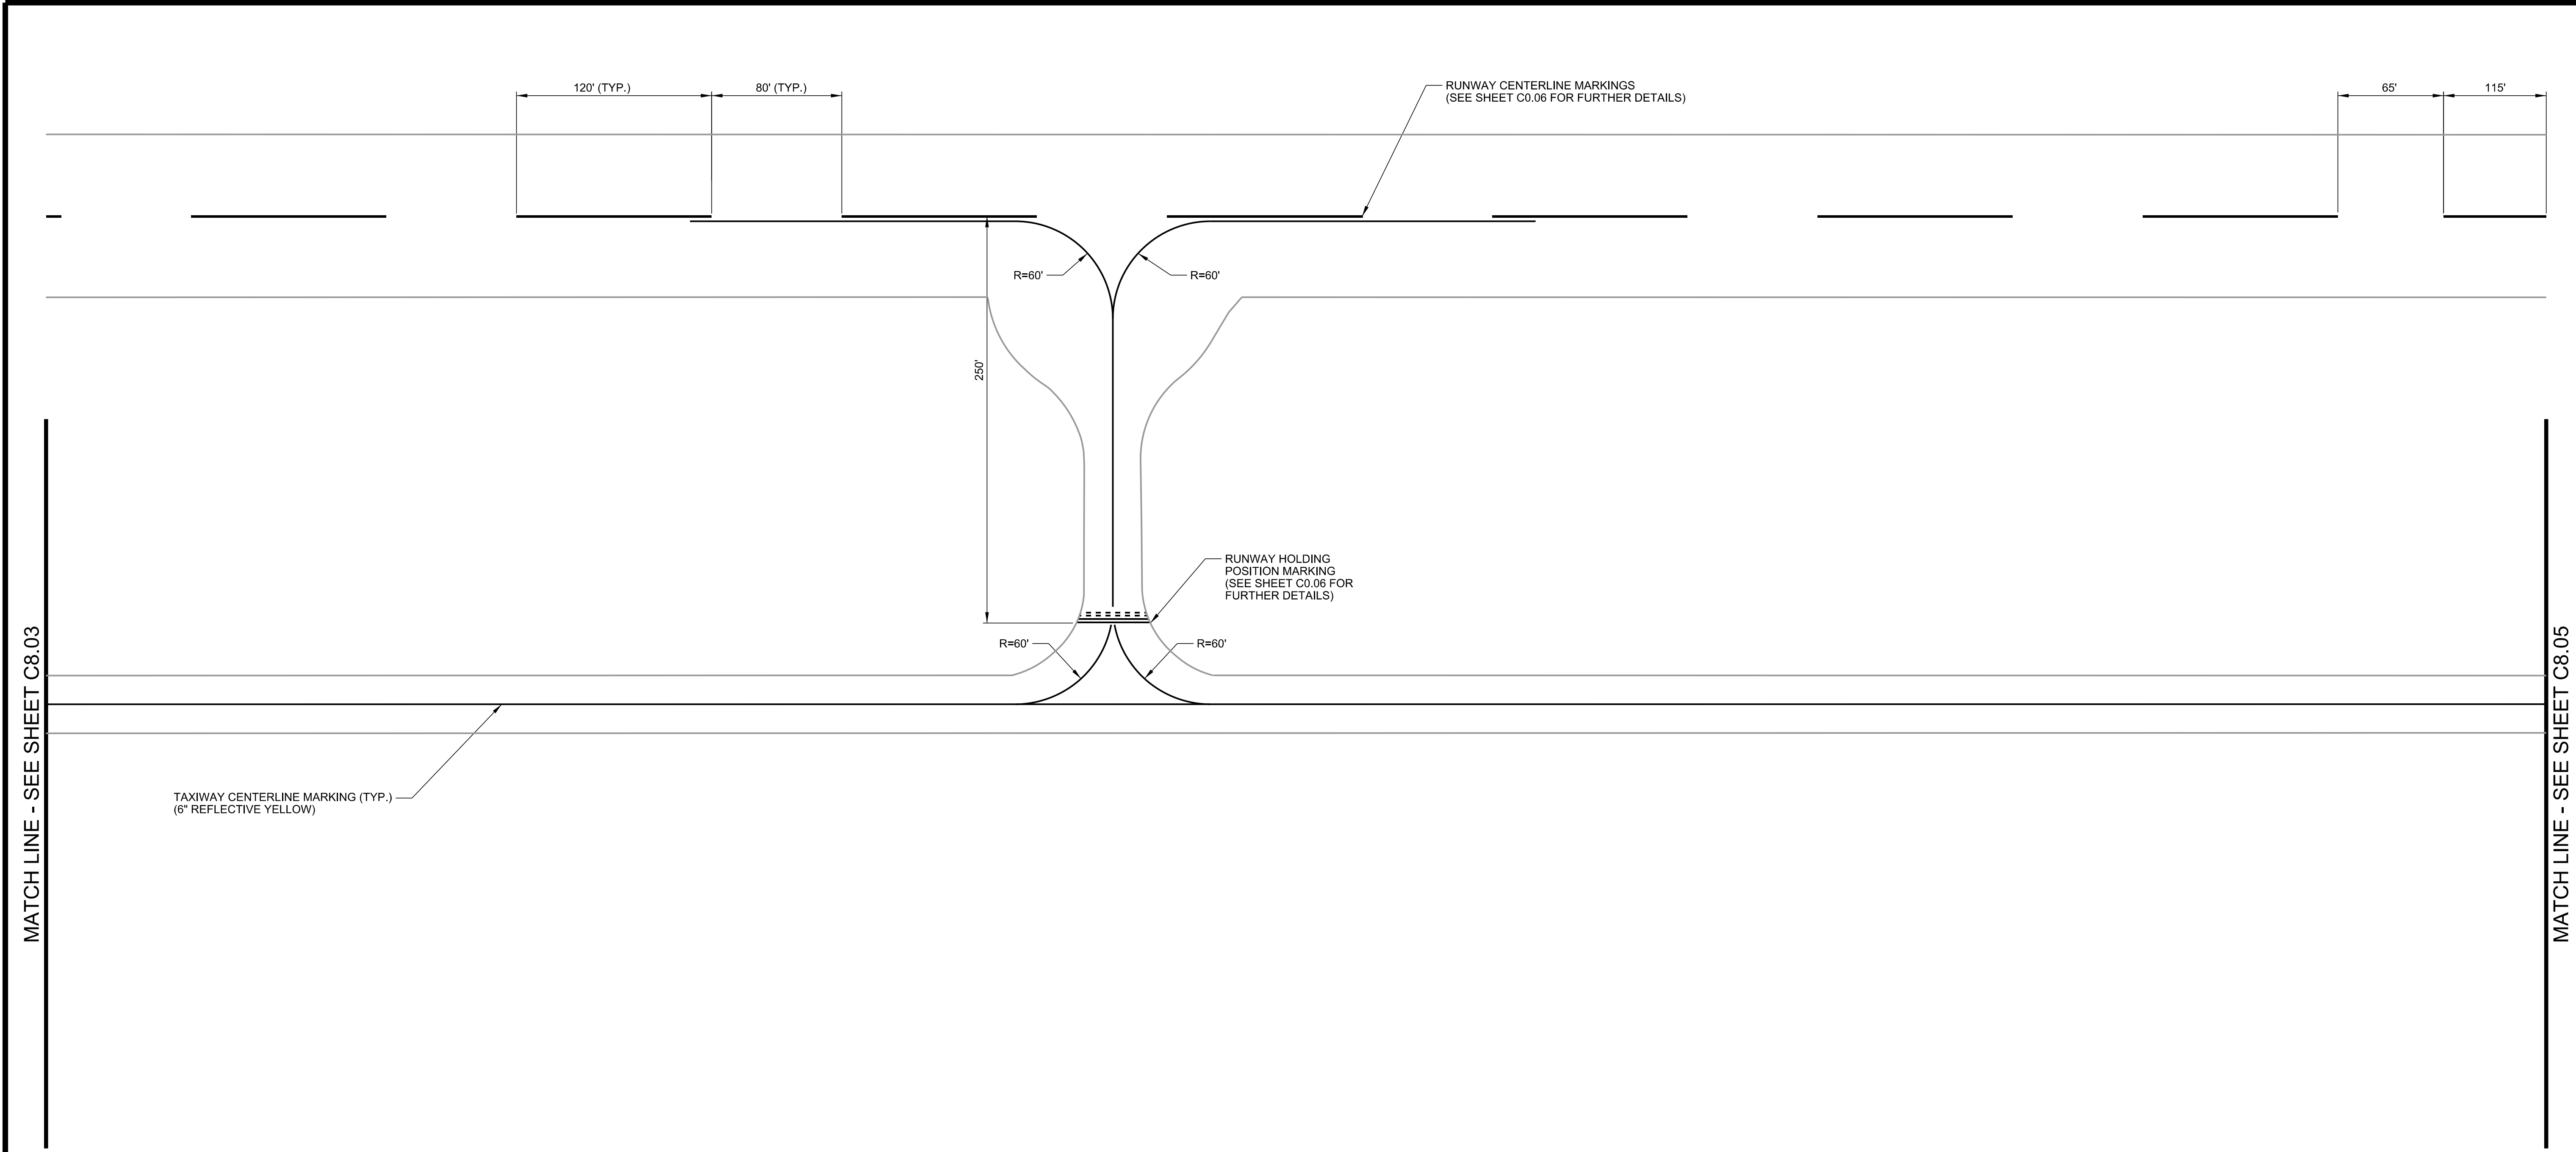 120' (TYP.)
80' (TYP.)
RUNWAY CENTERLINE MARKINGS
(SEE SHEET C0.06 FOR FURTHER DETAILS)
65'
115'
R=60'
R=60'
250'
RUNWAY HOLDING
POSITION MARKING
(SEE SHEET C0.06 FOR
FURTHER DETAILS)
R=60'
R=60'
MATCH LINE - SEE SHEET C8.03
MATCH LINE - SEE SHEET C8.05
TAXIWAY CENTERLINE MARKING (TYP.)
(6" REFLECTIVE YELLOW)